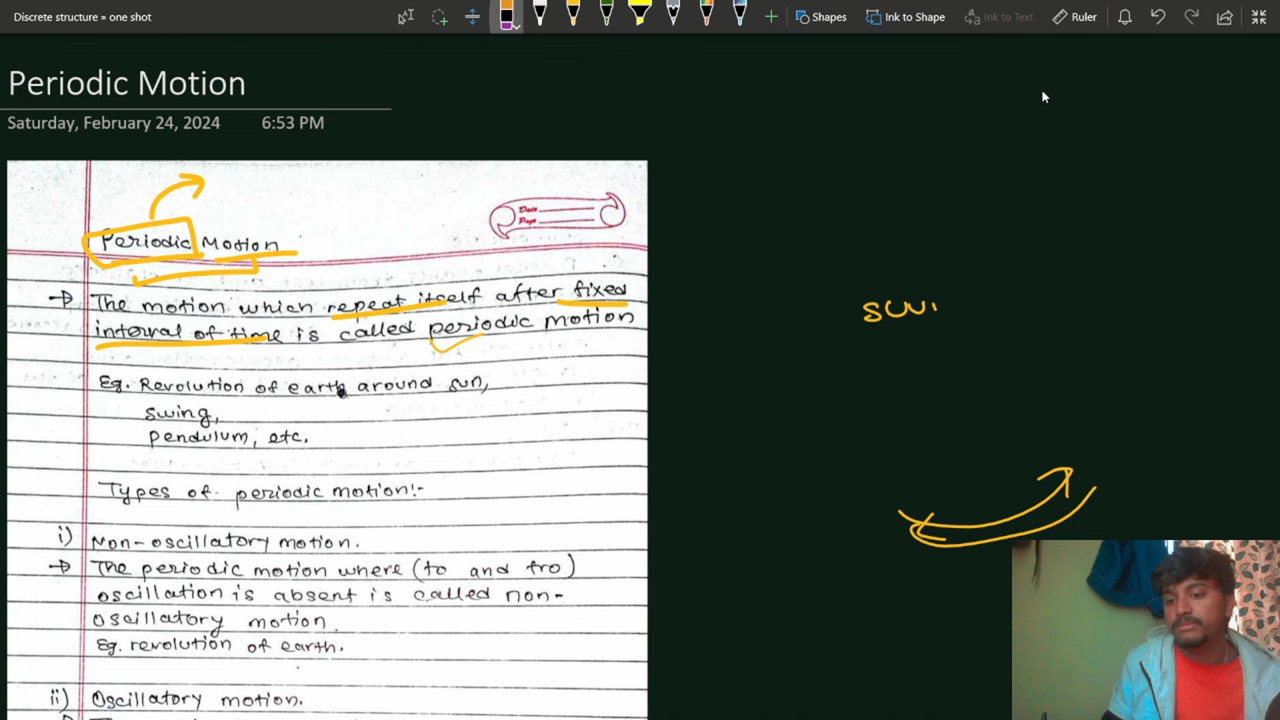 Discrete structure » one shot
Shapes
Ink to Shape
Ink to Text
Ruler
Periodic Motion
Saturday, February 24, 2024 6:53 PM
Date
Page
Periodic Motion
→ The motion which repeat itself after fixed
interval of time is called periodic motion
Eg. Revolution of earth around sun,
swing,
pendulum, etc.
Types of periodic motion:-
i) Non-oscillatory motion.
→ The periodic motion where (to and fro)
oscillation is absent is called non-
oscillatory motion.
Eg. revolution of earth.
ii) Oscillatory motion.
swi